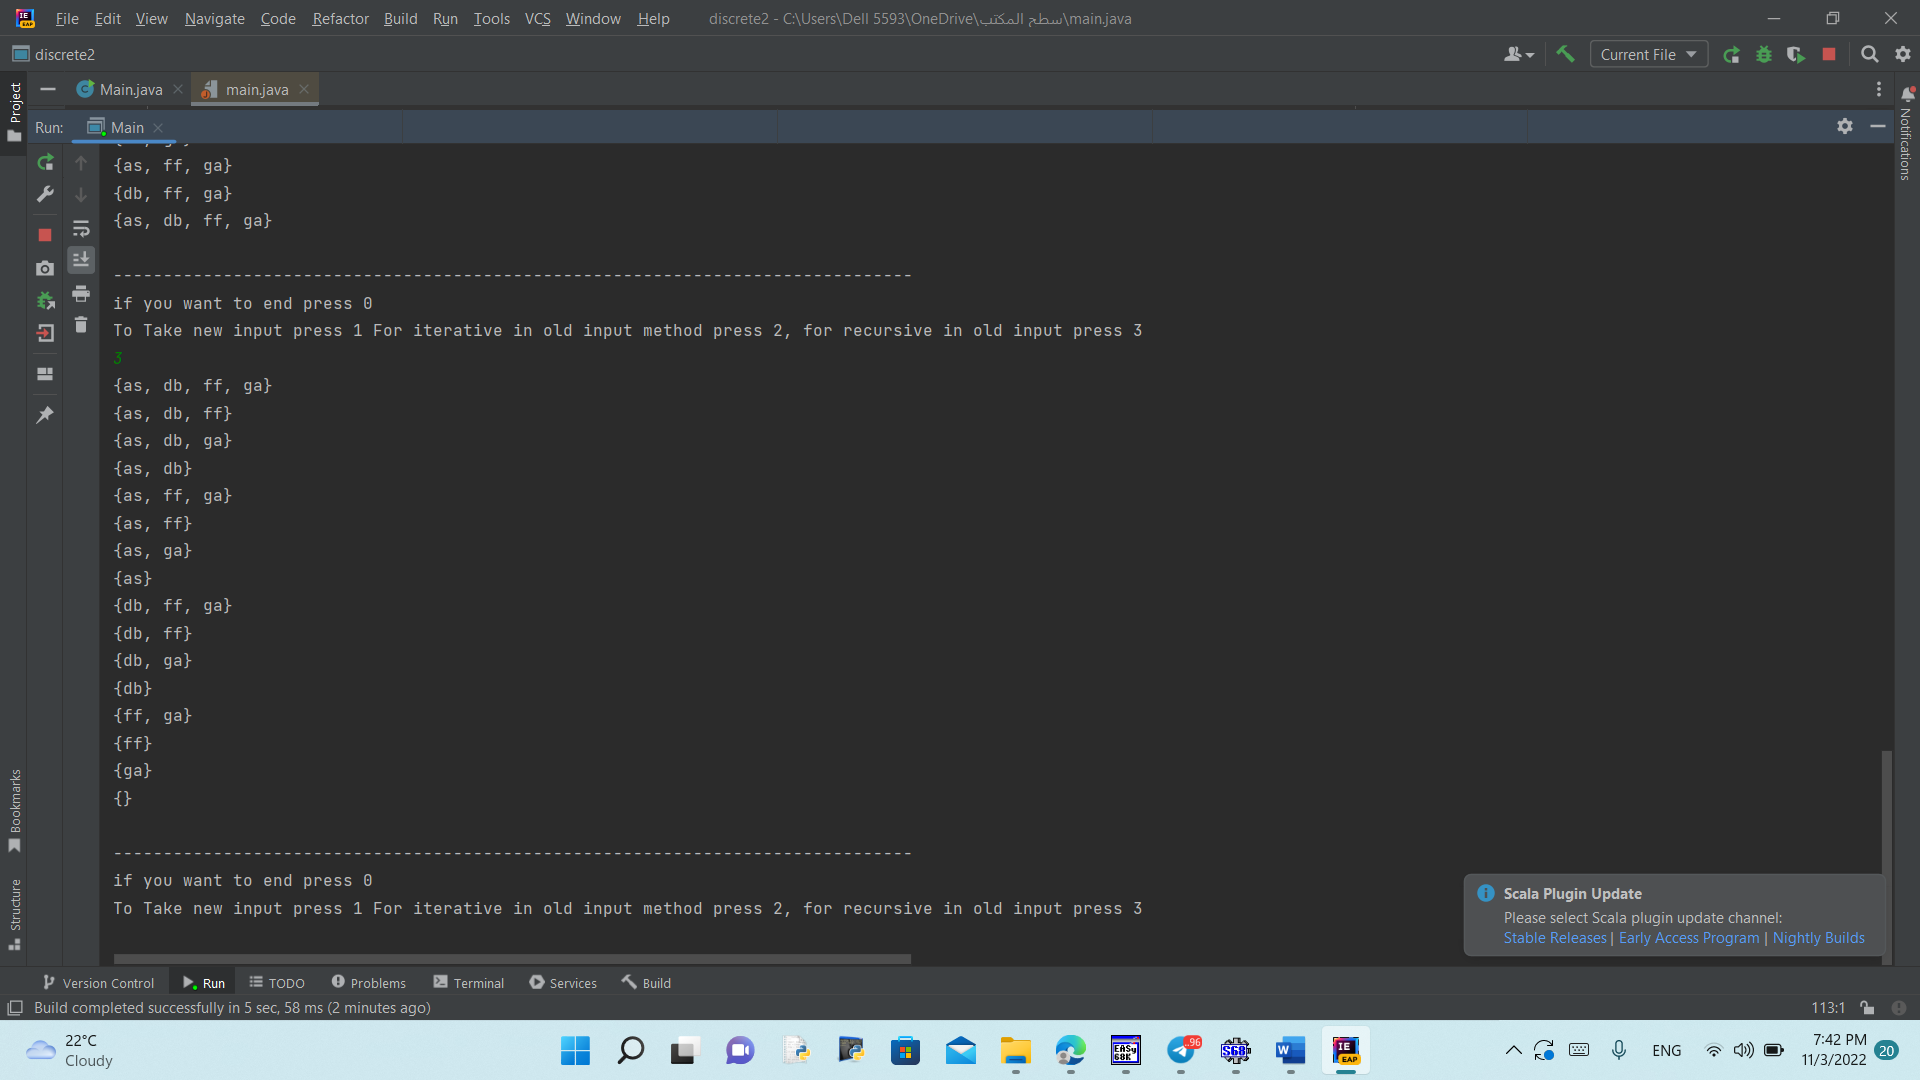 File Edit View Navigate Code Refactor Build Run Tools VCS Window Help discrete2 - C:\Users\Dell 5593\OneDrive\سطح المكتب\main.java
discrete2
Current File
Project
Main.java
main.java
Run:
Main
Notifications
{as, ff, ga}
{db, ff, ga}
{as, db, ff, ga}
--------------------------------------------------------------------------------
if you want to end press 0
To Take new input press 1 For iterative in old input method press 2, for recursive in old input press 3
3
{as, db, ff, ga}
{as, db, ff}
{as, db, ga}
{as, db}
{as, ff, ga}
{as, ff}
{as, ga}
{as}
{db, ff, ga}
{db, ff}
{db, ga}
{db}
{ff, ga}
{ff}
{ga}
{}
--------------------------------------------------------------------------------
if you want to end press 0
To Take new input press 1 For iterative in old input method press 2, for recursive in old input press 3
Bookmarks
Structure
Scala Plugin Update
Please select Scala plugin update channel:
Stable Releases | Early Access Program | Nightly Builds
Version Control Run TODO Problems Terminal Services Build
Build completed successfully in 5 sec, 58 ms (2 minutes ago)
113:1
22°C
Cloudy
EASy
68K
96
S68
W
IE
EAP
ENG
7:42 PM
11/3/2022
20